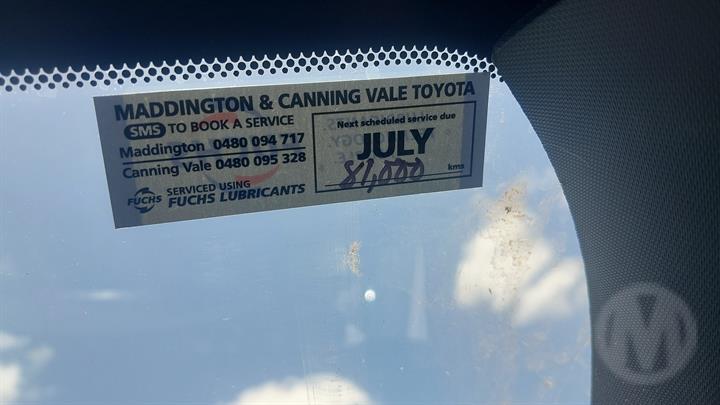 MADDINGTON & CANNING VALE TOYOTA
SMS TO BOOK A SERVICE
Maddington 0480 094 717
Canning Vale 0480 095 328
FUCHS
SERVICED USING
FUCHS LUBRICANTS
Next scheduled service due
JULY
81,000 kms
M